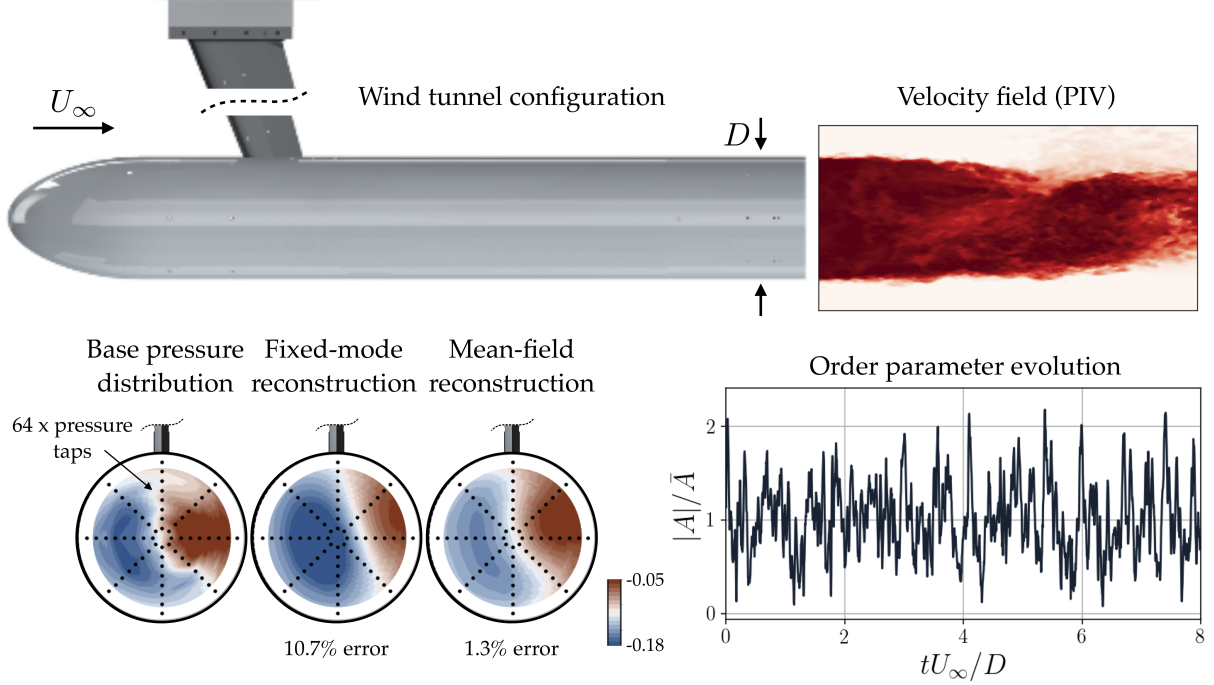 U∞
Wind tunnel configuration
D
Velocity field (PIV)
Base pressure
distribution
Fixed-mode
reconstruction
Mean-field
reconstruction
64 x pressure
taps
10.7% error
1.3% error
-0.05
-0.18
Order parameter evolution
|A|/Ā
2
1
0
0
2
4
6
8
tU∞/D